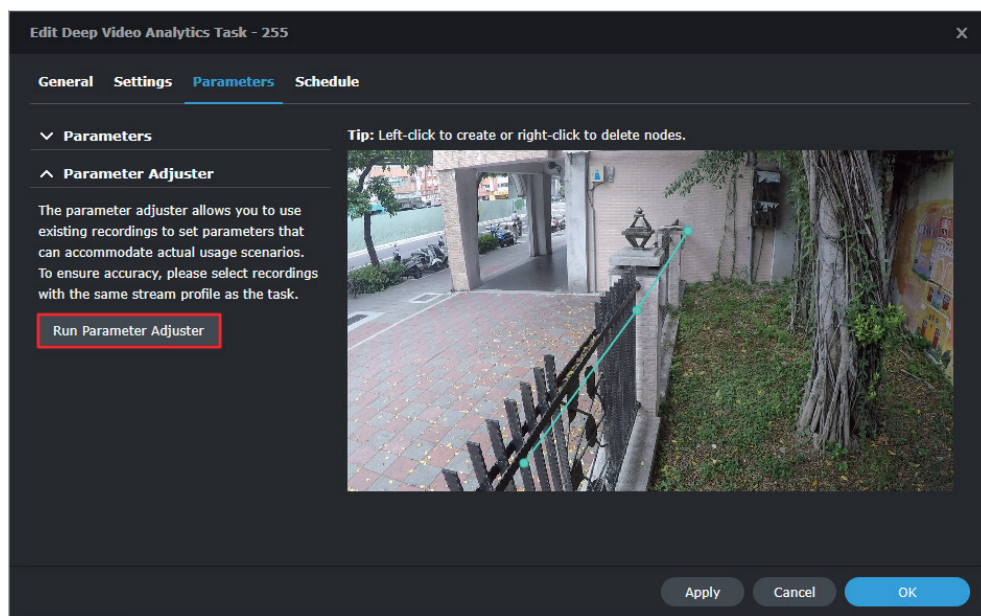 Edit Deep Video Analytics Task - 255
General Settings Parameters Schedule
Parameters
Parameter Adjuster
The parameter adjuster allows you to use
existing recordings to set parameters that
can accommodate actual usage scenarios.
To ensure accuracy, please select recordings
with the same stream profile as the task.
Run Parameter Adjuster
Tip: Left-click to create or right-click to delete nodes.
Apply Cancel OK